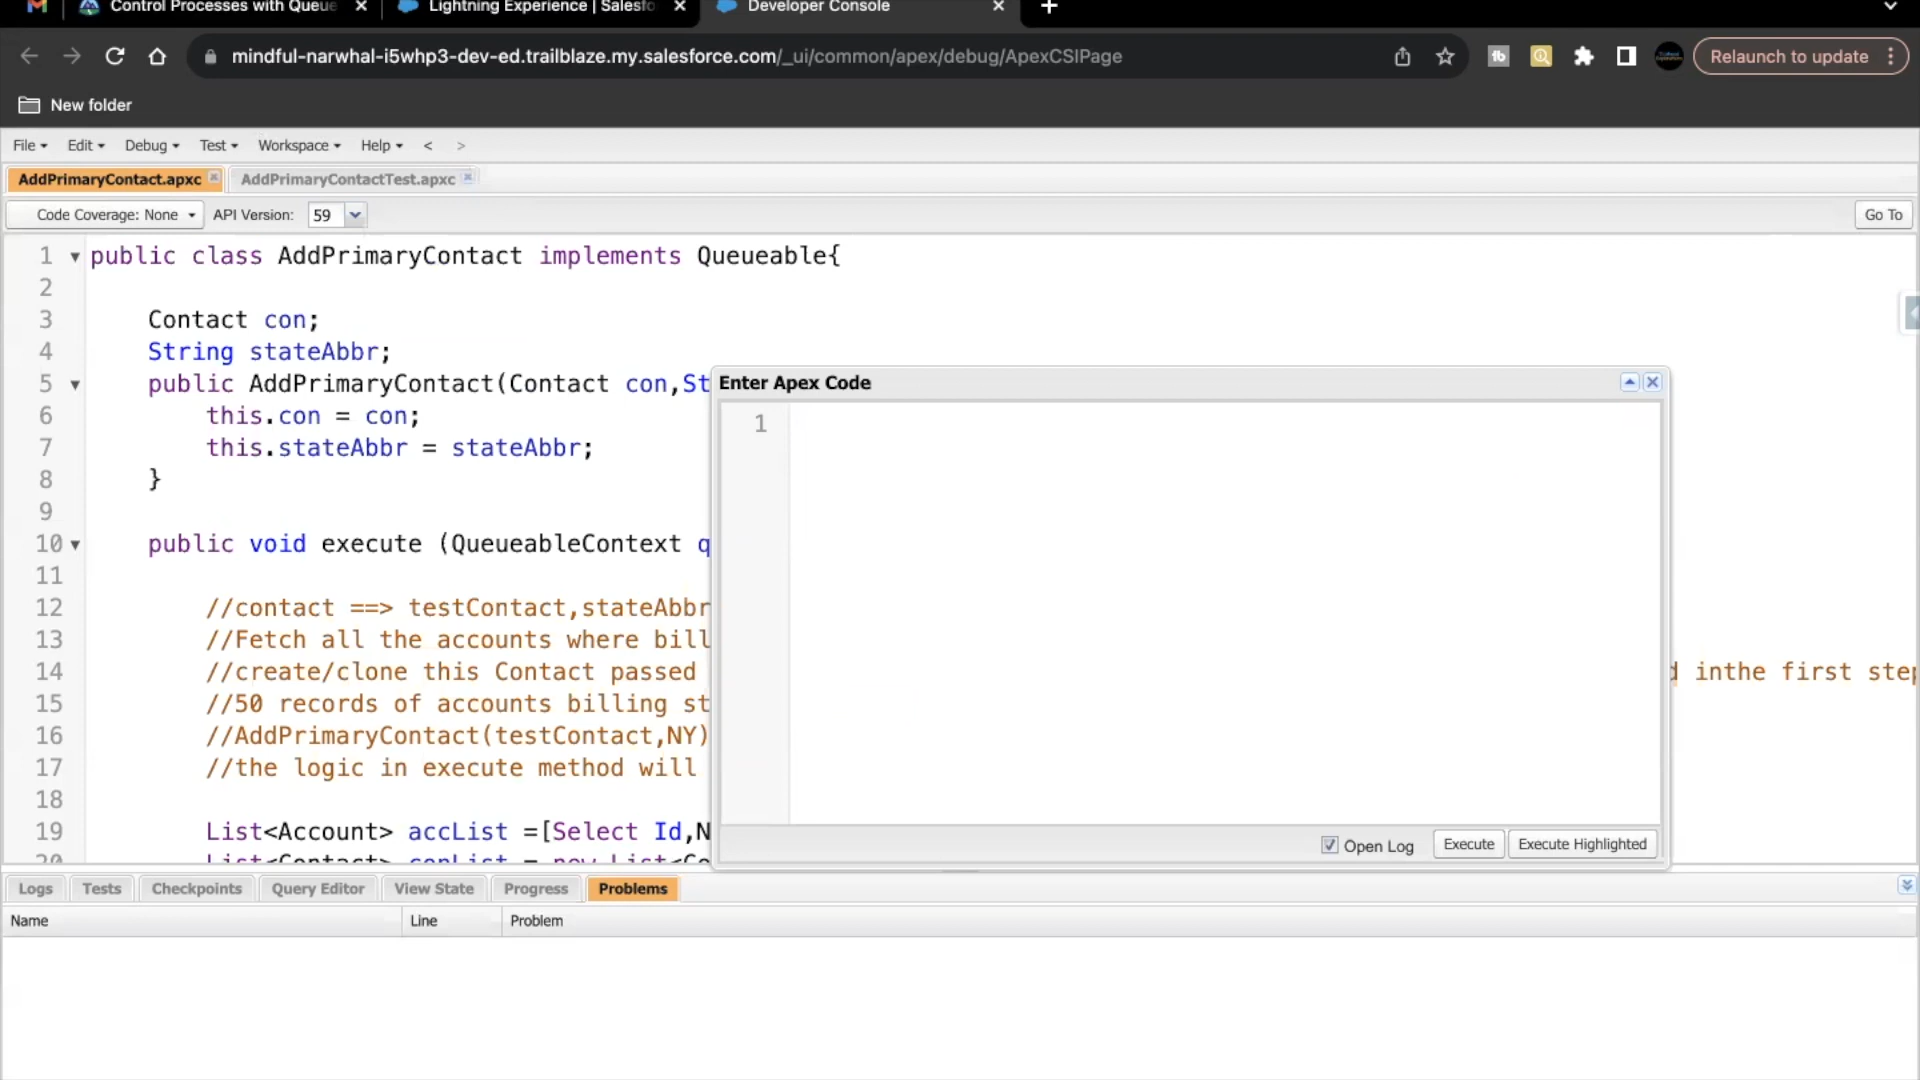 Control Processes with Queue
Lightning Experience | Salesfo
Developer Console
mindful-narwhal-i5whp3-dev-ed.trailblaze.my.salesforce.com/_ui/common/apex/debug/ApexCSIPage
Relaunch to update
New folder
File Edit Debug Test Workspace Help < >
AddPrimaryContact.apxc AddPrimaryContactTest.apxc
Code Coverage: None API Version: 59 Go To
1 public class AddPrimaryContact implements Queueable{
2
3 Contact con;
4 String stateAbbr;
5 public AddPrimaryContact(Contact con,St
6 this.con = con;
7 this.stateAbbr = stateAbbr;
8 }
9
10 public void execute (QueueableContext q
11
12 //contact ==> testContact,stateAbbr
13 //Fetch all the accounts where bill
14 //create/clone this Contact passed d inthe first step
15 //50 records of accounts billing st
16 //AddPrimaryContact(testContact,NY)
17 //the logic in execute method will
18
19 List<Account> accList =[Select Id,N
20 List<Contact> conList = new List<Co
Enter Apex Code
1
Open Log Execute Execute Highlighted
Logs Tests Checkpoints Query Editor View State Progress Problems
Name Line Problem